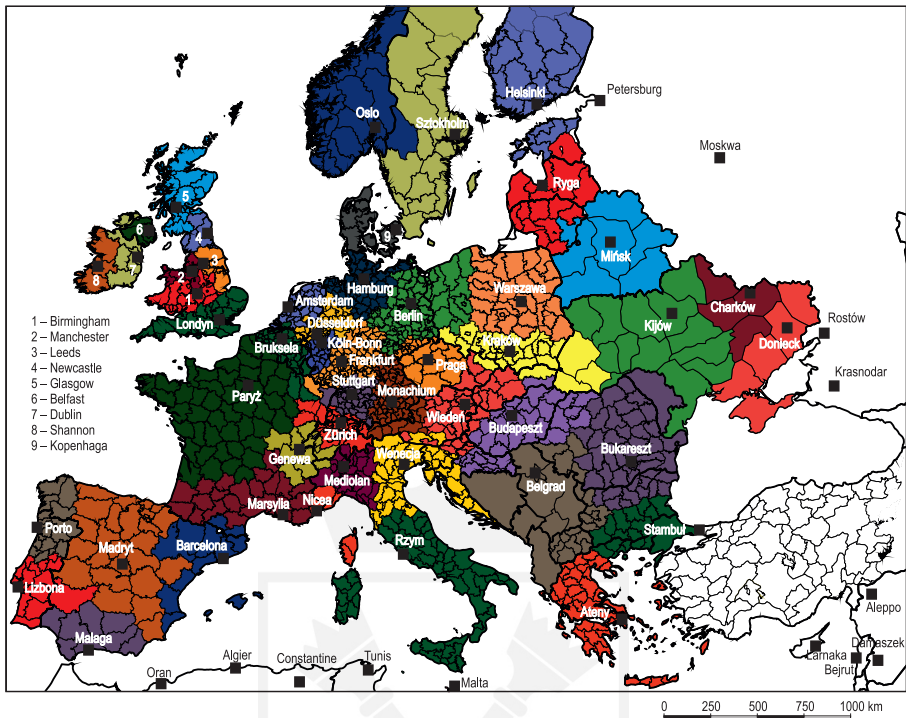 Oslo
Sztokholm
Helsinki
Petersburg
Moskwa
Ryga
Mińsk
5
6
4
7
3
8
2
1
9
Londyn
Hamburg
Amsterdam
Berlin
Warszawa
Düsseldorf
Bruksela
Köln-Bonn
Frankfurt
Kraków
Kijów
Charków
Donieck
Rostów
Krasnodar
1 – Birmingham
2 – Manchester
3 – Leeds
4 – Newcastle
5 – Glasgow
6 – Belfast
7 – Dublin
8 – Shannon
9 – Kopenhaga
Praga
Stuttgart
Monachium
Paryż
Wiedeń
Budapeszt
Zürich
Genewa
Wenecja
Bukareszt
Mediolan
Belgrad
Marsylia
Nicea
Porto
Madryt
Barcelona
Rzym
Stambuł
Lizbona
Malaga
Ateny
Aleppo
Damaszek
Larnaka
Bejrut
Oran
Algier
Constantine
Tunis
Malta
0 250 500 750 1000 km